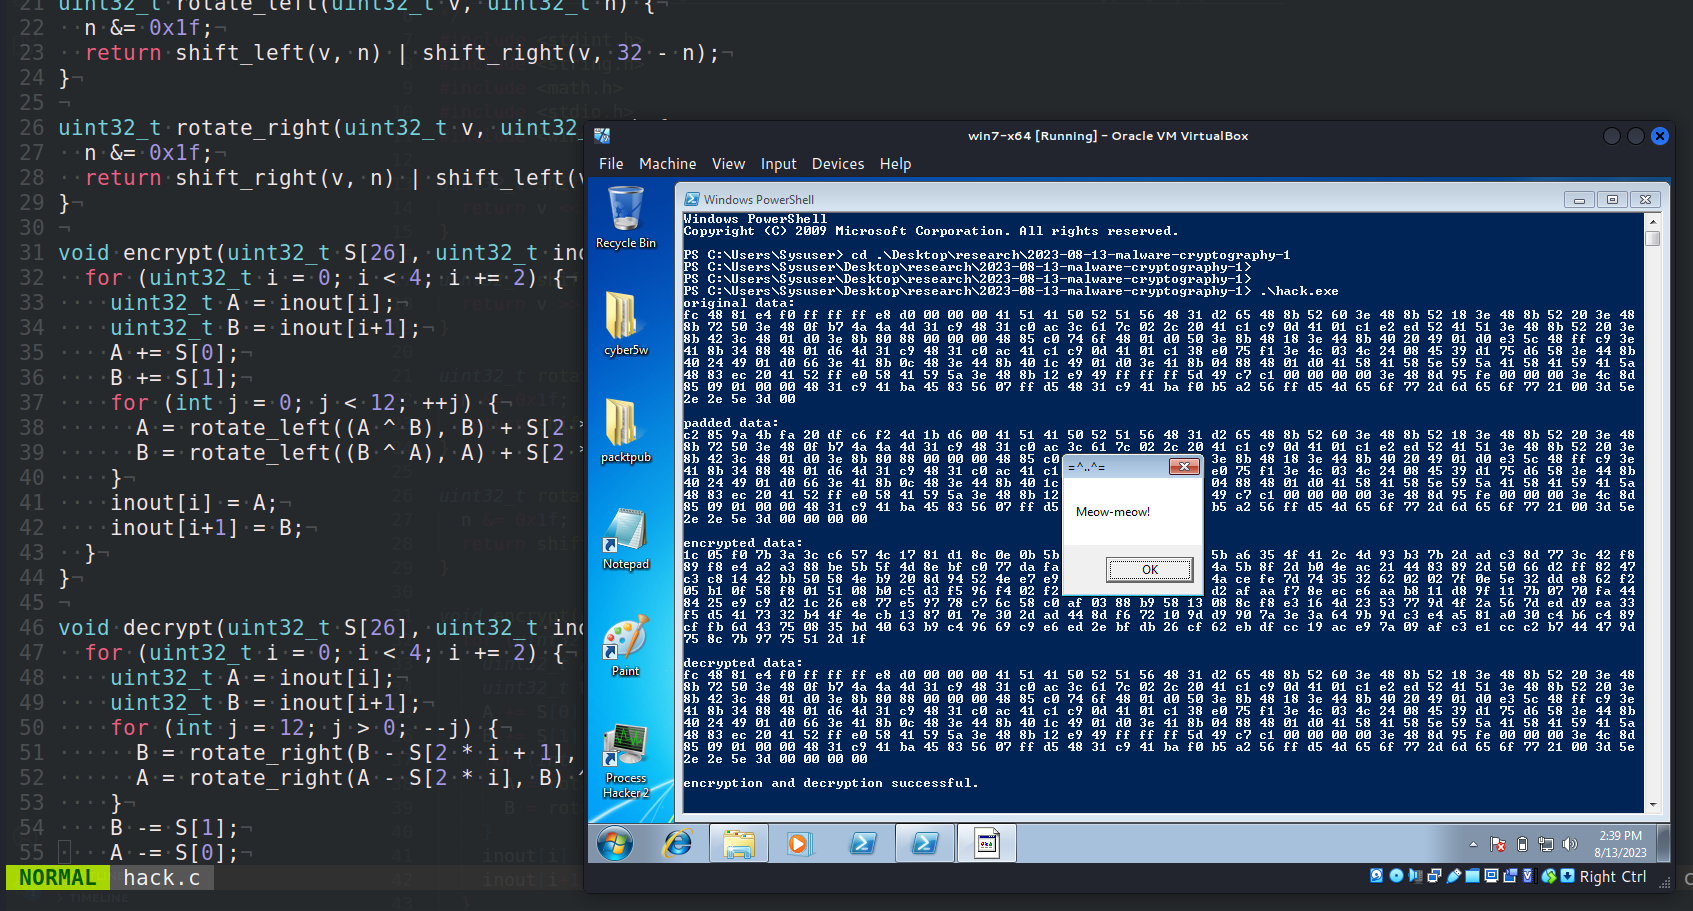 21 uint32_t rotate_left(uint32_t v, uint32_t n) {¬
22 ··n &= 0x1f;¬
23 ··return shift_left(v, n) | shift_right(v, 32 - n);¬
24 }¬
25 ¬
26 uint32_t rotate_right(uint32_t v, uint32_
27 ··n &= 0x1f;¬
28 ··return shift_right(v, n) | shift_left(v
29 }¬
30 ¬
31 void encrypt(uint32_t S[26], uint32_t ino
32 ··for (uint32_t i = 0; i < 4; i += 2) {¬
33 ····uint32_t A = inout[i];¬
34 ····uint32_t B = inout[i+1];¬
35 ····A += S[0];¬
36 ····B += S[1];¬
37 ····for (int j = 0; j < 12; ++j) {¬
38 ······A = rotate_left((A ^ B), B) + S[2 *
39 ······B = rotate_left((B ^ A), A) + S[2 *
40 ····}¬
41 ····inout[i] = A;¬
42 ····inout[i+1] = B;¬
43 ··}¬
44 }¬
45 ¬
46 void decrypt(uint32_t S[26], uint32_t ino
47 ··for (uint32_t i = 0; i < 4; i += 2) {¬
48 ····uint32_t A = inout[i];¬
49 ····uint32_t B = inout[i+1];¬
50 ····for (int j = 12; j > 0; --j) {¬
51 ······B = rotate_right(B - S[2 * i + 1],
52 ······A = rotate_right(A - S[2 * i], B) ^
53 ····}¬
54 ····B -= S[1];¬
55 ····A -= S[0];¬
NORMAL hack.c
win7-x64 [Running] - Oracle VM VirtualBox
File Machine View Input Devices Help
Recycle Bin
cyber5w
packtpub
Notepad
Paint
Process
Hacker 2
Windows PowerShell
Windows PowerShell
Copyright (C) 2009 Microsoft Corporation. All rights reserved.
PS C:\Users\Sysuser> cd .\Desktop\research\2023-08-13-malware-cryptography-1
PS C:\Users\Sysuser\Desktop\research\2023-08-13-malware-cryptography-1>
PS C:\Users\Sysuser\Desktop\research\2023-08-13-malware-cryptography-1>
PS C:\Users\Sysuser\Desktop\research\2023-08-13-malware-cryptography-1> .\hack.exe
original data:
fc 48 81 e4 f0 ff ff ff e8 d0 00 00 00 41 51 41 50 52 51 56 48 31 d2 65 48 8b 52 60 3e 48 8b 52 18 3e 48 8b 52 20 3e 48
8b 72 50 3e 48 0f b7 4a 4a 4d 31 c9 48 31 c0 ac 3c 61 7c 02 2c 20 41 c1 c9 0d 41 01 c1 e2 ed 52 41 51 3e 48 8b 52 20 3e
8b 42 3c 48 01 d0 3e 8b 80 88 00 00 00 48 85 c0 74 6f 48 01 d0 50 3e 8b 48 18 3e 44 8b 40 20 49 01 d0 e3 5c 48 ff c9 3e
41 8b 34 88 48 01 d6 4d 31 c9 48 31 c0 ac 41 c1 c9 0d 41 01 c1 38 e0 75 f1 3e 4c 03 4c 24 08 45 39 d1 75 d6 58 3e 44 8b
40 24 49 01 d0 66 3e 41 8b 0c 48 3e 44 8b 40 1c 49 01 d0 3e 41 8b 04 88 48 01 d0 41 58 41 58 5e 59 5a 41 58 41 59 41 5a
48 83 ec 20 41 52 ff e0 58 41 59 5a 3e 48 8b 12 e9 49 ff ff ff 5d 49 c7 c1 00 00 00 00 3e 48 8d 95 fe 00 00 00 3e 4c 8d
85 09 01 00 00 48 31 c9 41 ba 45 83 56 07 ff d5 48 31 c9 41 ba f0 b5 a2 56 ff d5 4d 65 6f 77 2d 6d 65 6f 77 21 00 3d 5e
2e 2e 5e 3d 00
padded data:
c2 85 9a 4b fa 20 df c6 f2 4d 1b d6 00 41 51 41 50 52 51 56 48 31 d2 65 48 8b 52 60 3e 48 8b 52 18 3e 48 8b 52 20 3e 48
8b 72 50 3e 48 0f b7 4a 4a 4d 31 c9 48 31 c0 ac 3c 61 7c 02 2c 20 41 c1 c9 0d 41 01 c1 e2 ed 52 41 51 3e 48 8b 52 20 3e
8b 42 3c 48 01 d0 3e 8b 80 88 00 00 00 48 85 c0 3e 8b 48 18 3e 44 8b 40 20 49 01 d0 e3 5c 48 ff c9 3e
41 8b 34 88 48 01 d6 4d 31 c9 48 31 c0 ac 41 c1 e0 75 f1 3e 4c 03 4c 24 08 45 39 d1 75 d6 58 3e 44 8b
40 24 49 01 d0 66 3e 41 8b 0c 48 3e 44 8b 40 1c 04 88 48 01 d0 41 58 41 58 5e 59 5a 41 58 41 59 41 5a
48 83 ec 20 41 52 ff e0 58 41 59 5a 3e 48 8b 12 49 c7 c1 00 00 00 00 3e 48 8d 95 fe 00 00 00 3e 4c 8d
85 09 01 00 00 48 31 c9 41 ba 45 83 56 07 ff d5 b5 a2 56 ff d5 4d 65 6f 77 2d 6d 65 6f 77 21 00 3d 5e
2e 2e 5e 3d 00 00 00 00
encrypted data:
1c 05 f0 7b 3a 3c c6 57 4c 17 81 d1 8c 0e 0b 5b 5b a6 35 4f 41 2c 4d 93 b3 7b 2d ad c3 8d 77 3c 42 f8
89 f8 e4 a2 a3 88 be 5b 5f 4d 8e bf c0 77 da fa 4a 5b 8f 2d b0 4e ac 21 44 83 89 2d 50 66 d2 ff 82 47
c3 c8 14 42 bb 50 58 4e b9 20 8d 94 52 4e e7 e9 4a ce fe 7d 74 35 32 62 02 02 7f 0e 5e 32 dd e8 62 f2
05 b1 0f 58 f8 01 51 08 b0 c5 d3 f5 96 f4 02 f2 d2 af aa f7 8e ec e6 aa b8 11 d8 9f 11 7b 07 70 fa 44
84 25 e9 c9 d2 1c 26 e8 77 e5 97 78 c7 6c 58 c0 af 03 88 b9 58 13 08 8c f8 e3 16 4d 23 53 77 9d 4f 2a 56 7d ed d9 ea 33
f5 d5 41 73 32 b4 4f 4e cb 13 87 01 7e 30 2d ad 44 8d f6 72 10 9d d9 90 7a 3e 3a 64 9b 9d c3 e4 a5 81 a0 30 c4 b6 c4 89
cf fb 6d 43 75 08 35 bd 40 63 b9 c4 96 69 c9 e6 ed 2e bf db 26 cf 62 eb df cc 19 ac e9 7a 09 af c3 e1 cc c2 b7 44 47 9d
75 8c 7b 97 75 51 2d 1f
decrypted data:
fc 48 81 e4 f0 ff ff ff e8 d0 00 00 00 41 51 41 50 52 51 56 48 31 d2 65 48 8b 52 60 3e 48 8b 52 18 3e 48 8b 52 20 3e 48
8b 72 50 3e 48 0f b7 4a 4a 4d 31 c9 48 31 c0 ac 3c 61 7c 02 2c 20 41 c1 c9 0d 41 01 c1 e2 ed 52 41 51 3e 48 8b 52 20 3e
8b 42 3c 48 01 d0 3e 8b 80 88 00 00 00 48 85 c0 74 6f 48 01 d0 50 3e 8b 48 18 3e 44 8b 40 20 49 01 d0 e3 5c 48 ff c9 3e
41 8b 34 88 48 01 d6 4d 31 c9 48 31 c0 ac 41 c1 c9 0d 41 01 c1 38 e0 75 f1 3e 4c 03 4c 24 08 45 39 d1 75 d6 58 3e 44 8b
40 24 49 01 d0 66 3e 41 8b 0c 48 3e 44 8b 40 1c 49 01 d0 3e 41 8b 04 88 48 01 d0 41 58 41 58 5e 59 5a 41 58 41 59 41 5a
48 83 ec 20 41 52 ff e0 58 41 59 5a 3e 48 8b 12 e9 49 ff ff ff 5d 49 c7 c1 00 00 00 00 3e 48 8d 95 fe 00 00 00 3e 4c 8d
85 09 01 00 00 48 31 c9 41 ba 45 83 56 07 ff d5 48 31 c9 41 ba f0 b5 a2 56 ff d5 4d 65 6f 77 2d 6d 65 6f 77 21 00 3d 5e
2e 2e 5e 3d 00 00 00 00
encryption and decryption successful.
=^..^=
Meow-meow!
OK
2:39 PM
8/13/2023
Right Ctrl